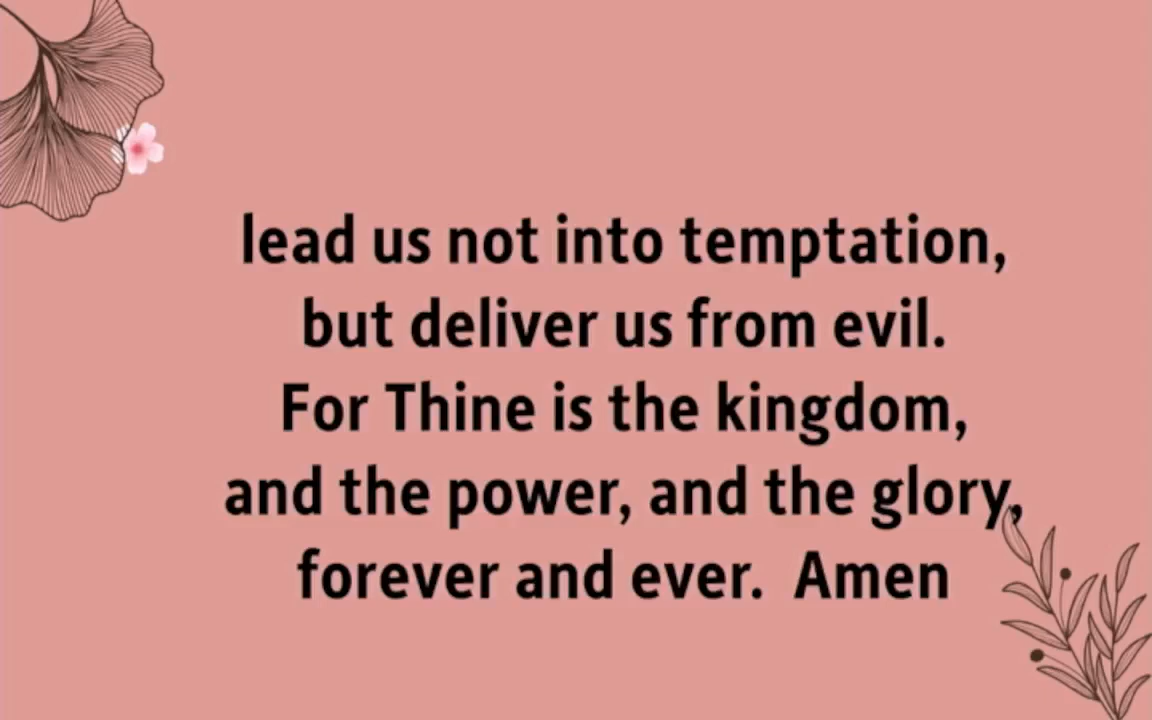 lead us not into temptation,
but deliver us from evil.
For Thine is the kingdom,
and the power, and the glory,
forever and ever.  Amen